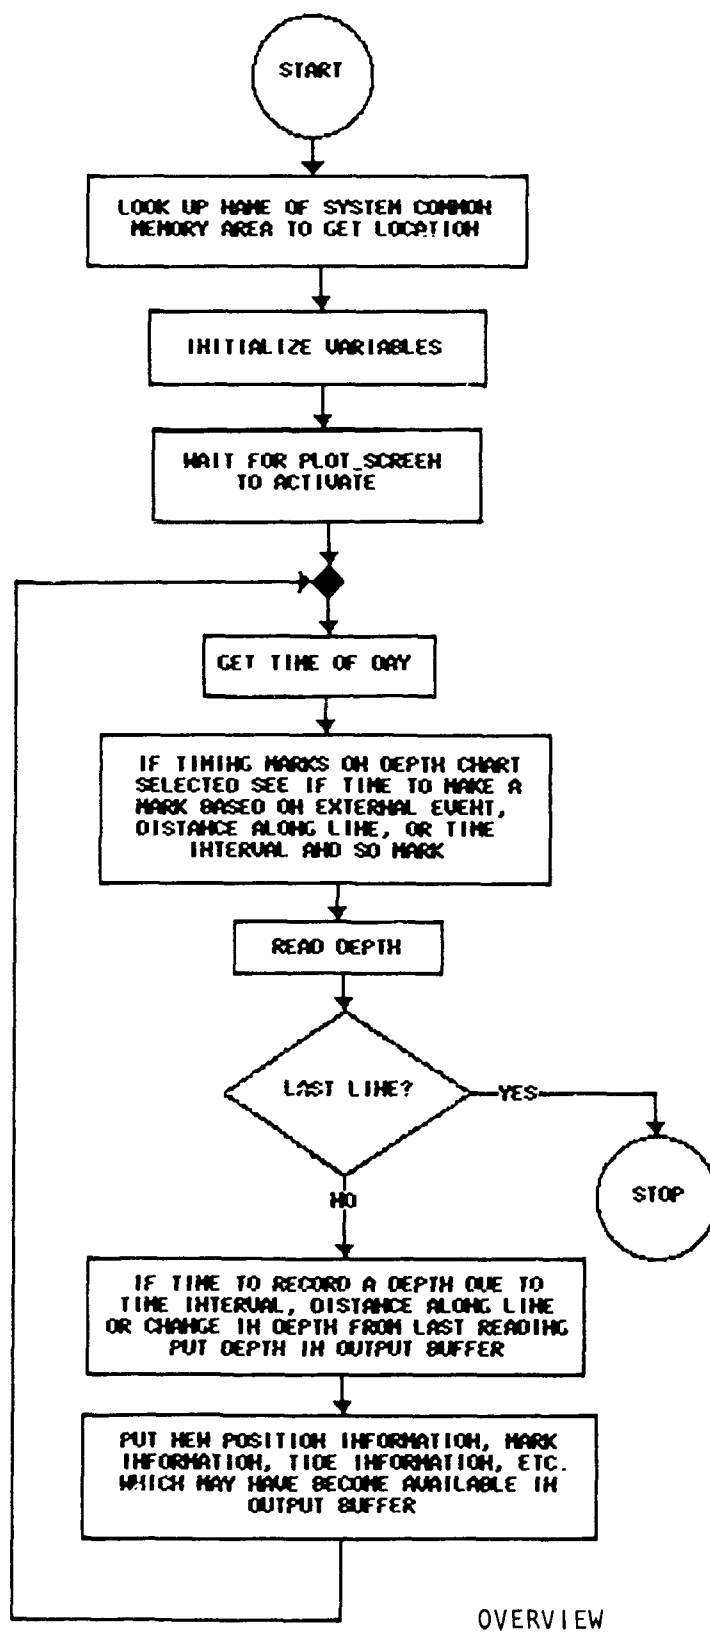 START
LOOK UP NAME OF SYSTEM COMMON
MEMORY AREA TO GET LOCATION
INITIALIZE VARIABLES
WAIT FOR PLOT_SCREEN
TO ACTIVATE
GET TIME OF DAY
IF TIMING MARKS ON DEPTH CHART
SELECTED SEE IF TIME TO MAKE A
MARK BASED ON EXTERNAL EVENT,
DISTANCE ALONG LINE, OR TIME
INTERVAL AND SO MARK
READ DEPTH
LAST LINE?
YES
STOP
NO
IF TIME TO RECORD A DEPTH DUE TO
TIME INTERVAL, DISTANCE ALONG LINE
OR CHANGE IN DEPTH FROM LAST READING
PUT DEPTH IN OUTPUT BUFFER
PUT NEW POSITION INFORMATION, MARK
INFORMATION, TIDE INFORMATION, ETC.
WHICH MAY HAVE BECOME AVAILABLE IN
OUTPUT BUFFER
OVERVIEW